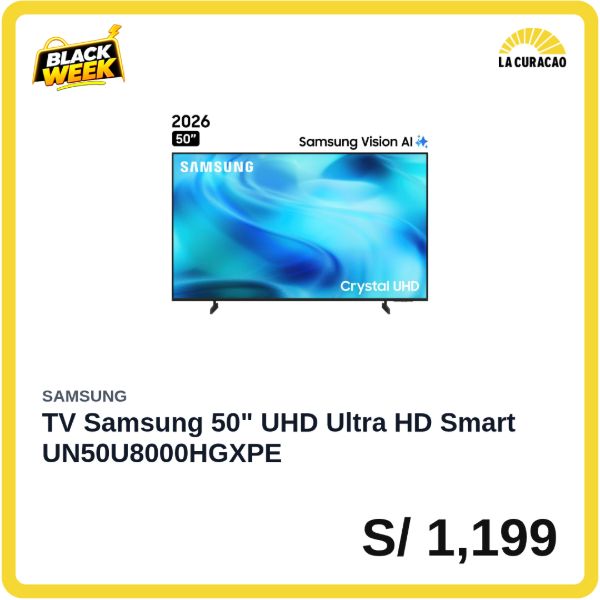 BLACK
WEEK
LA CURACAO
2026
50"
Samsung Vision AI
SAMSUNG
Crystal UHD
SAMSUNG
TV Samsung 50" UHD Ultra HD Smart
UN50U8000HGXPE
S/ 1,199